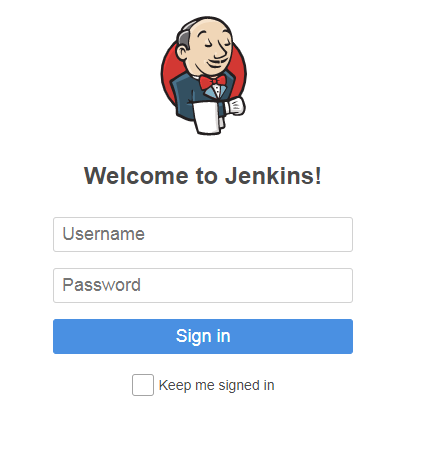 Welcome to Jenkins!
Username
Password
Sign in
Keep me signed in